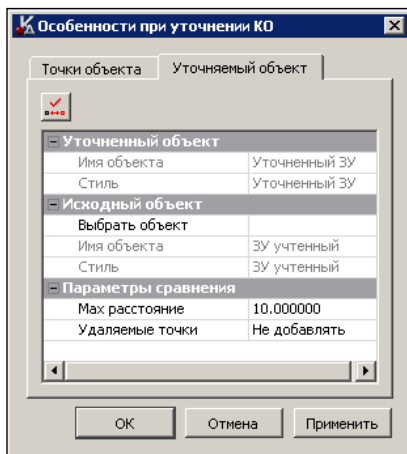 Особенности при уточнении КО
Точки объекта Уточняемый объект
Уточненный объект
Имя объекта Уточненный ЗУ
Стиль Уточненный ЗУ
Исходный объект
Выбрать объект
Имя объекта ЗУ учтенный
Стиль ЗУ учтенный
Параметры сравнения
Max расстояние 10.000000
Удаляемые точки Не добавлять
ОК Отмена Применить